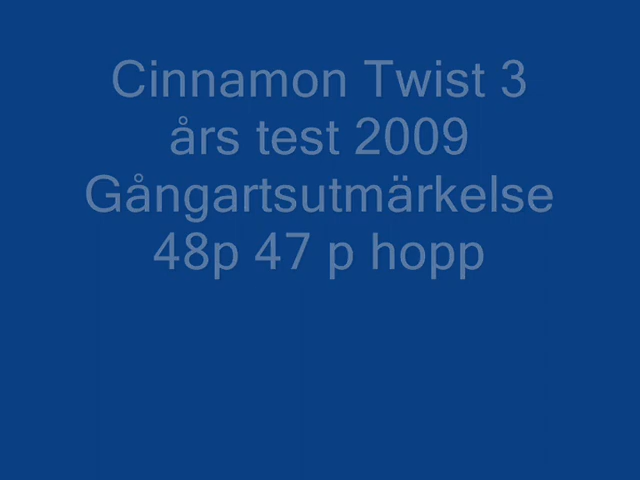 Cinnamon Twist 3
års test 2009
Gångartsutmärkelse
48p 47 p hopp